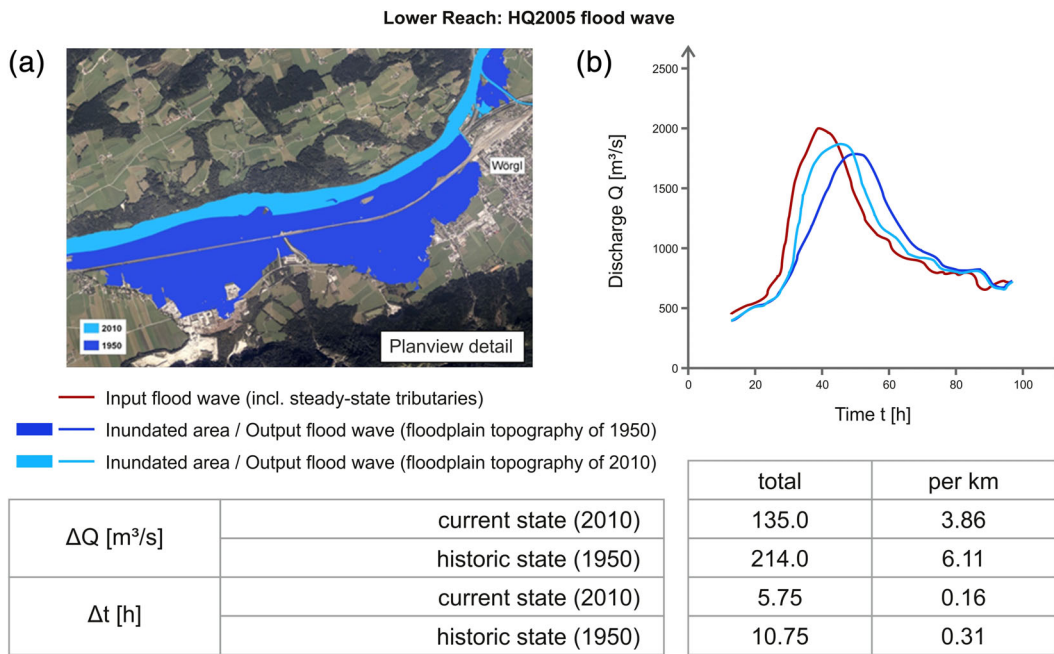 Lower Reach: HQ2005 flood wave
(a)
Wörgl
2010
1950
Planview detail
(b)
Discharge Q [m³/s]
2500
2000
1500
1000
500
0
0 20 40 60 80 100
Time t [h]
Input flood wave (incl. steady-state tributaries)
Inundated area / Output flood wave (floodplain topography of 1950)
Inundated area / Output flood wave (floodplain topography of 2010)
total per km
ΔQ [m³/s] current state (2010) 135.0 3.86
historic state (1950) 214.0 6.11
Δt [h] current state (2010) 5.75 0.16
historic state (1950) 10.75 0.31